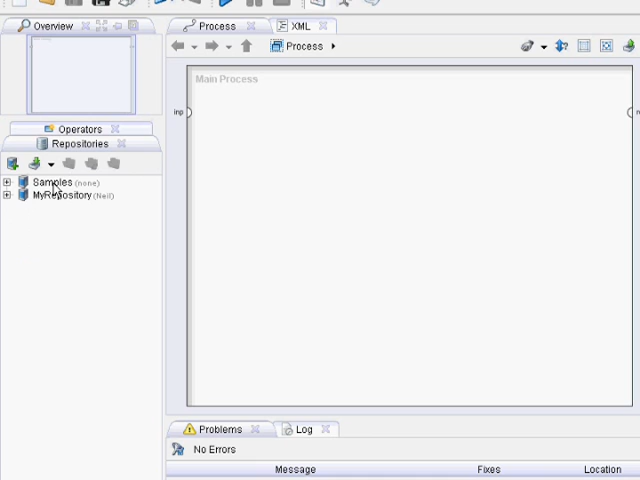 Overview
Process
XML
Process
Main Process
inp
Operators
Repositories
Samples (none)
MyRepository (Neil)
Problems
Log
No Errors
Message
Fixes
Location